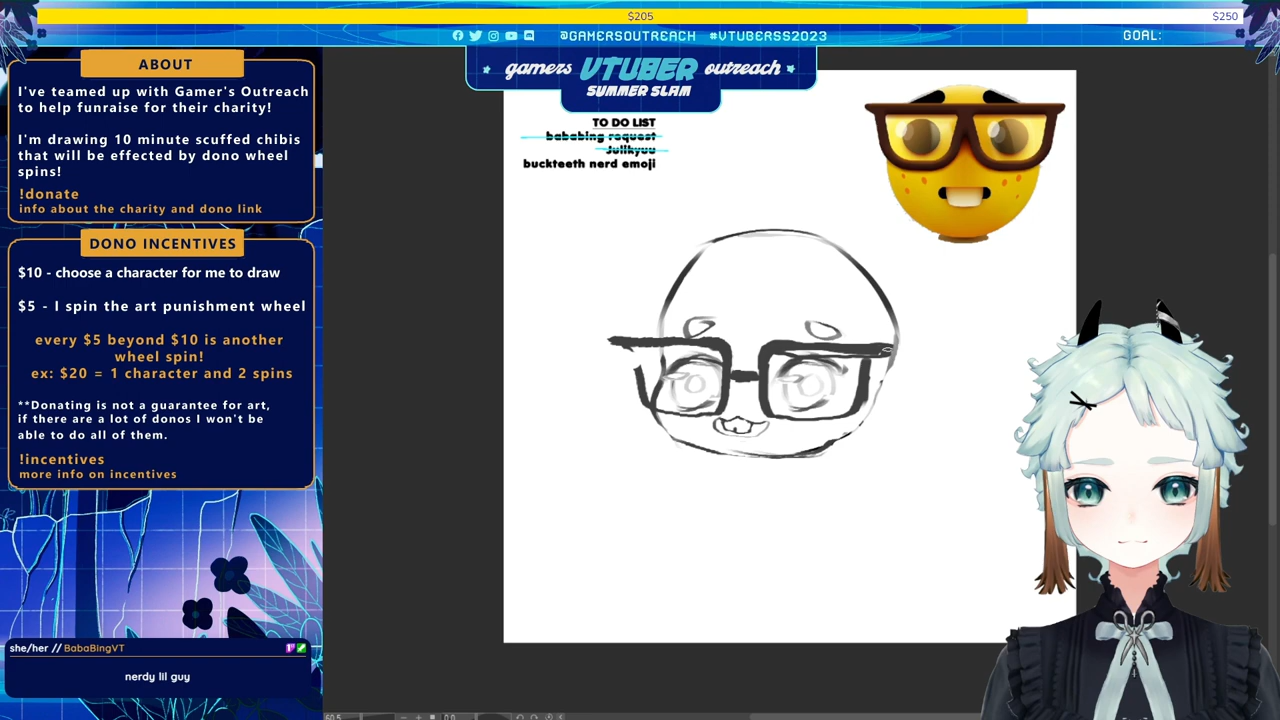 $205
$250
@GAMERSOUTREACH #VTUBERSS2023
GOAL:
gamers VTUBER outreach
SUMMER SLAM
ABOUT
I've teamed up with Gamer's Outreach
to help funraise for their charity!
I'm drawing 10 minute scuffed chibis
that will be effected by dono wheel
spins!
!donate
info about the charity and dono link
DONO INCENTIVES
$10 - choose a character for me to draw
$5 - I spin the art punishment wheel
every $5 beyond $10 is another
wheel spin!
ex: $20 = 1 character and 2 spins
**Donating is not a guarantee for art,
if there are a lot of donos I won't be
able to do all of them.
!incentives
more info on incentives
TO DO LIST
bababing request
Juiikyuu
buckteeth nerd emoji
she/her // BabaBingVT
nerdy lil guy
60.5
0.0